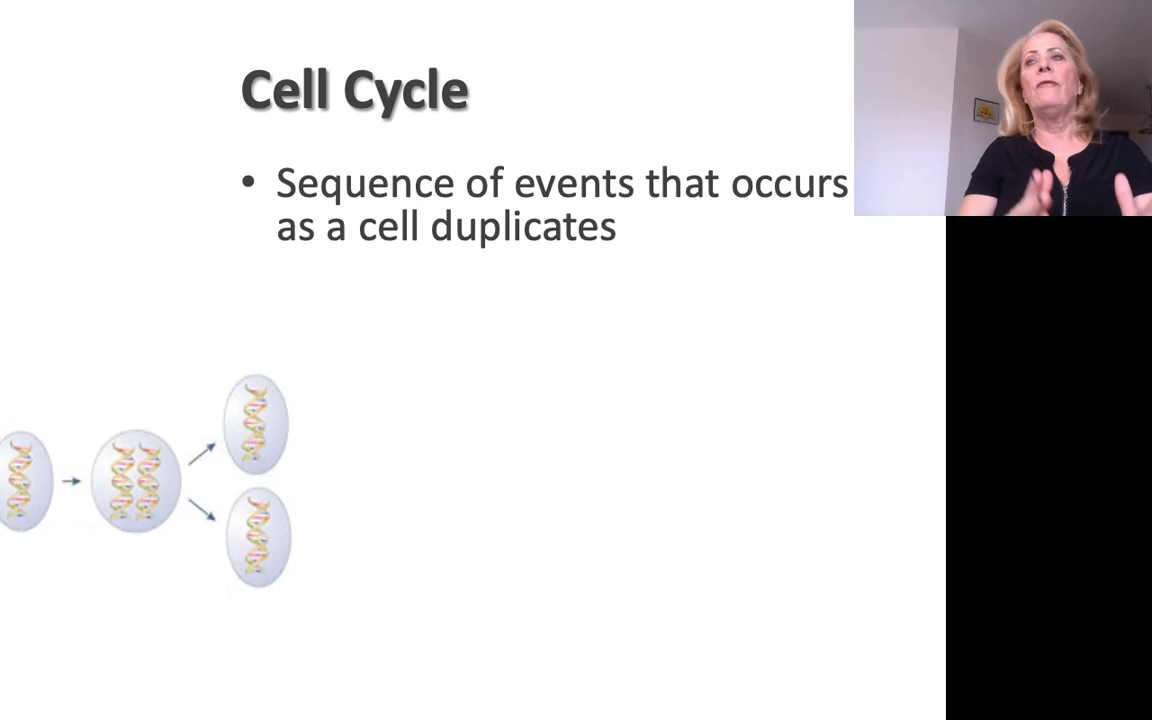 Cell Cycle
• Sequence of events that occurs
as a cell duplicates